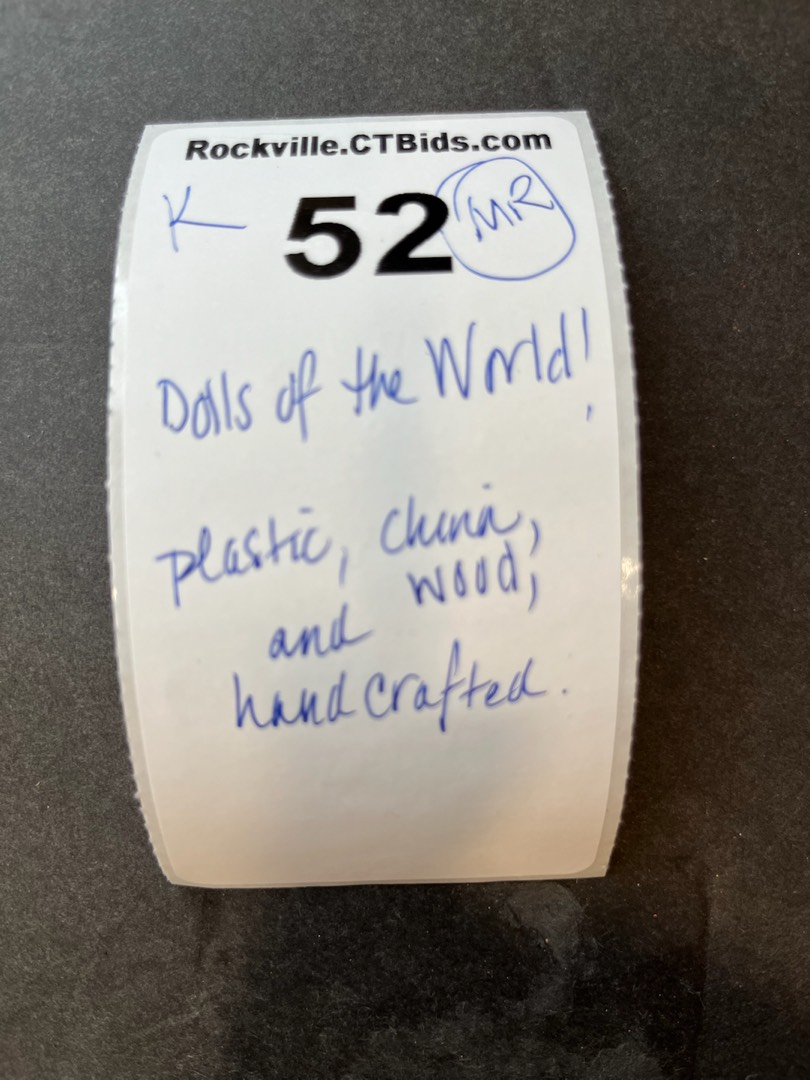 Rockville.CTBids.com
K 52 MR
Dolls of the World!
plastic, china,
wood,
and
handcrafted.